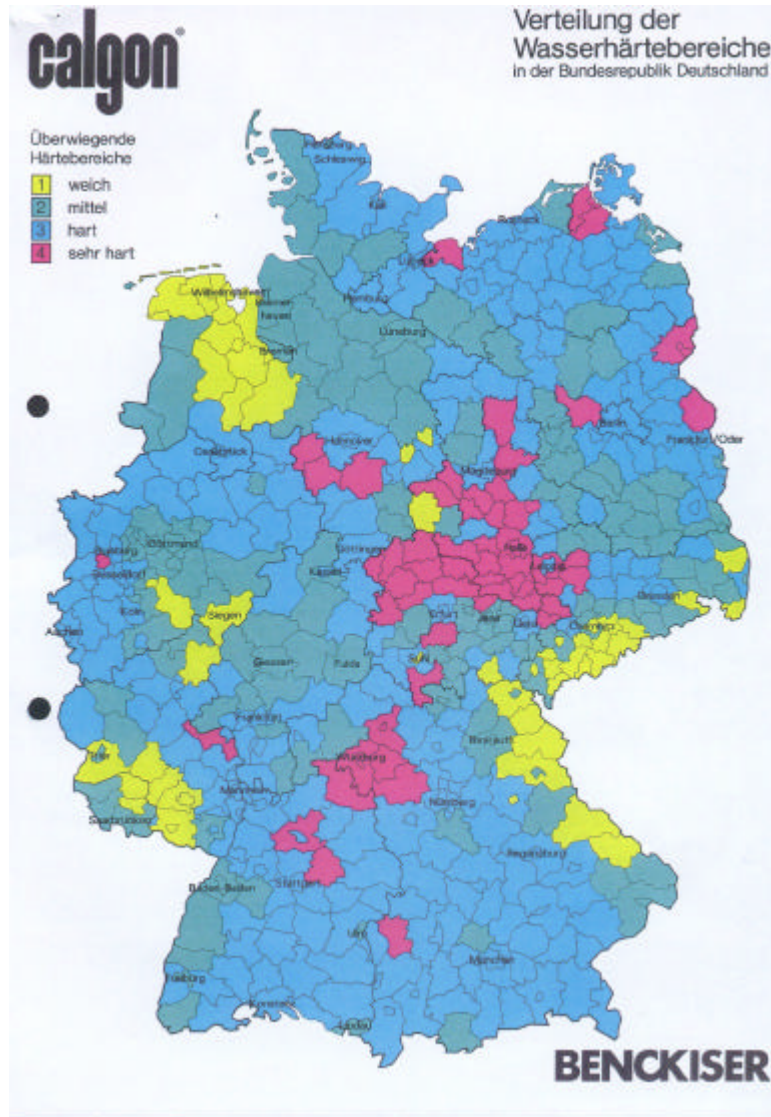 calgon®
Verteilung der
Wasserhärtebereiche
in der Bundesrepublik Deutschland
Überwiegende
Härtebereiche
1 weich
2 mittel
3 hart
4 sehr hart
Flensburg
Schleswig
Kiel
Rostock
Lübeck
Wilhelmshaven
Bremer-
haven
Hamburg
Lüneburg
Bremen
Berlin
Frankfurt/Oder
Osnabrück
Hannover
Magdeburg
Göttingen
Halle
Leipzig
Duisburg
Dortmund
Düsseldorf
Kassel
Köln
Siegen
Erfurt
Jena
Gera
Chemnitz
Dresden
Aachen
Giessen
Fulda
Suhl
Frankfurt
Trier
Würzburg
Bayreuth
Mannheim
Nürnberg
Saarbrücken
Regensburg
Baden-Baden
Stuttgart
Ulm
München
Freiburg
Konstanz
Lindau
BENCKISER